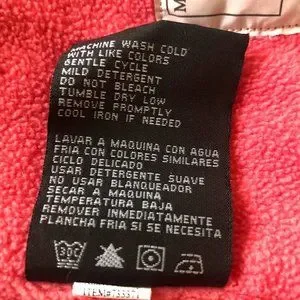 M
MACHINE WASH COLD
WITH LIKE COLORS
GENTLE CYCLE
MILD DETERGENT
DO NOT BLEACH
TUMBLE DRY LOW
REMOVE PROMPTLY
COOL IRON IF NEEDED
LAVAR A MAQUINA CON AGUA
FRIA CON COLORES SIMILARES
CICLO DELICADO
USAR DETERGENTE SUAVE
NO USAR BLANQUEADOR
SECAR A MAQUINA
TEMPERATURA BAJA
REMOVER INMEDIATAMENTE
PLANCHA FRIA SI SE NECESITA
30C